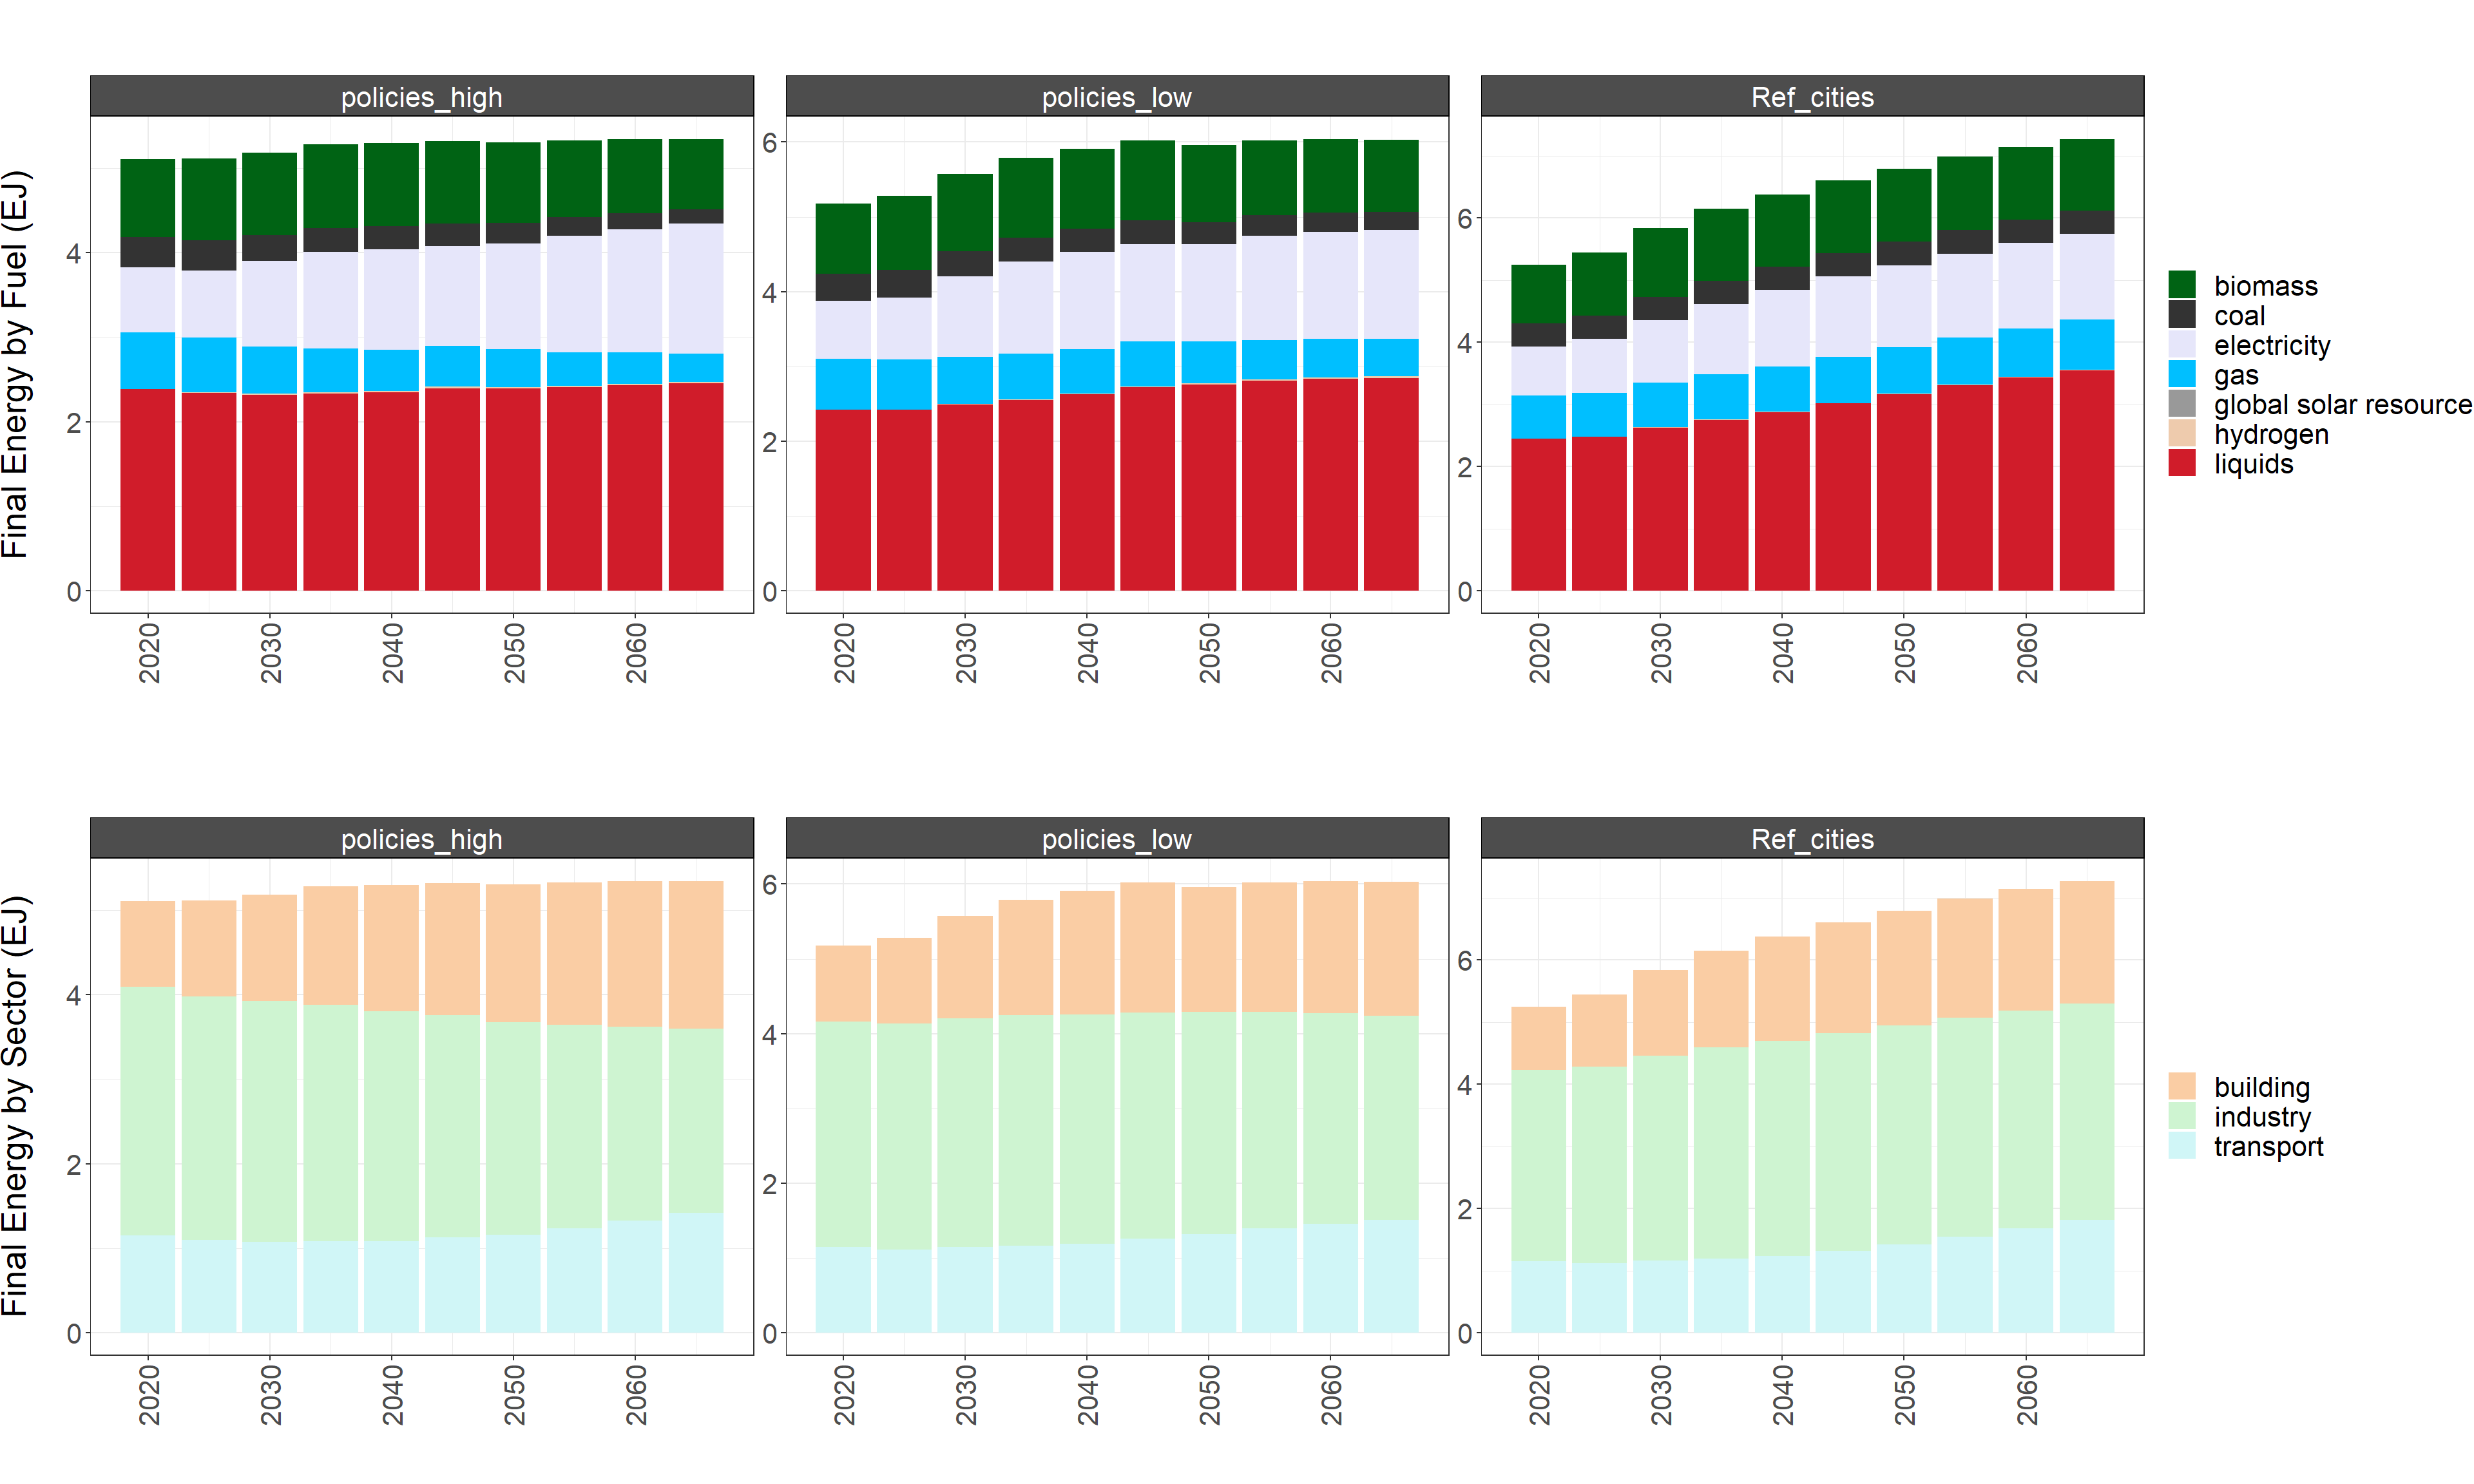 policies_high policies_low Ref_cities
Final Energy by Fuel (EJ)
4
2
0
6
4
2
0
6
4
2
0
2020 2030 2040 2050 2060
2020 2030 2040 2050 2060
2020 2030 2040 2050 2060
biomass
coal
electricity
gas
global solar resource
hydrogen
liquids
policies_high policies_low Ref_cities
Final Energy by Sector (EJ)
4
2
0
6
4
2
0
6
4
2
0
2020 2030 2040 2050 2060
2020 2030 2040 2050 2060
2020 2030 2040 2050 2060
building
industry
transport